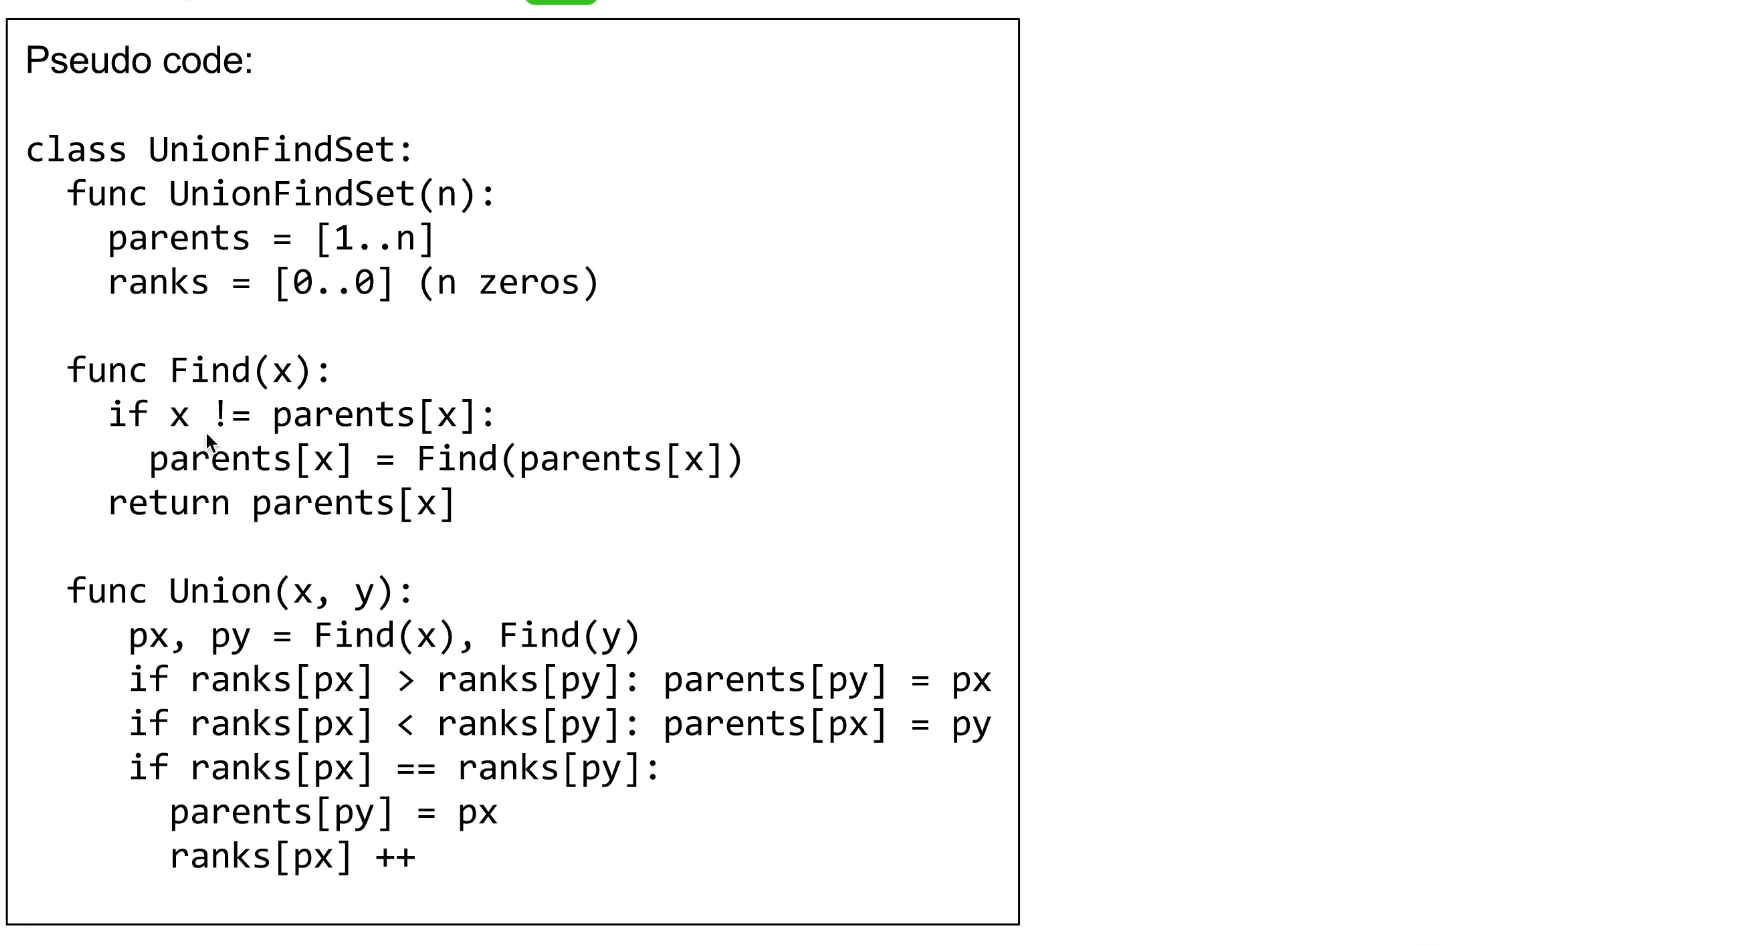 Pseudo code:
class UnionFindSet:
func UnionFindSet(n):
parents = [1..n]
ranks = [0..0] (n zeros)
func Find(x):
if x != parents[x]:
parents[x] = Find(parents[x])
return parents[x]
func Union(x, y):
px, py = Find(x), Find(y)
if ranks[px] > ranks[py]: parents[py] = px
if ranks[px] < ranks[py]: parents[px] = py
if ranks[px] == ranks[py]:
parents[py] = px
ranks[px] ++